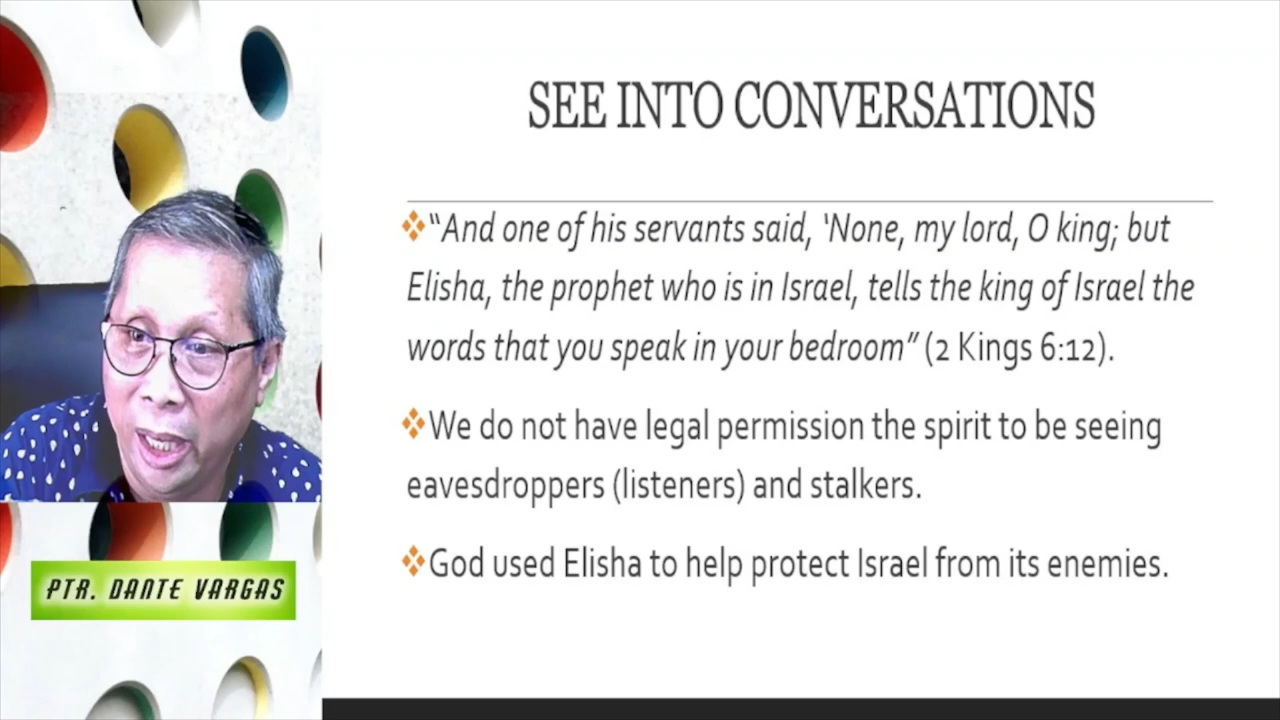 SEE INTO CONVERSATIONS
❖“And one of his servants said, ‘None, my lord, O king; but
Elisha, the prophet who is in Israel, tells the king of Israel the
words that you speak in your bedroom” (2 Kings 6:12).
❖We do not have legal permission the spirit to be seeing
eavesdroppers (listeners) and stalkers.
❖God used Elisha to help protect Israel from its enemies.
PTR. DANTE VARGAS